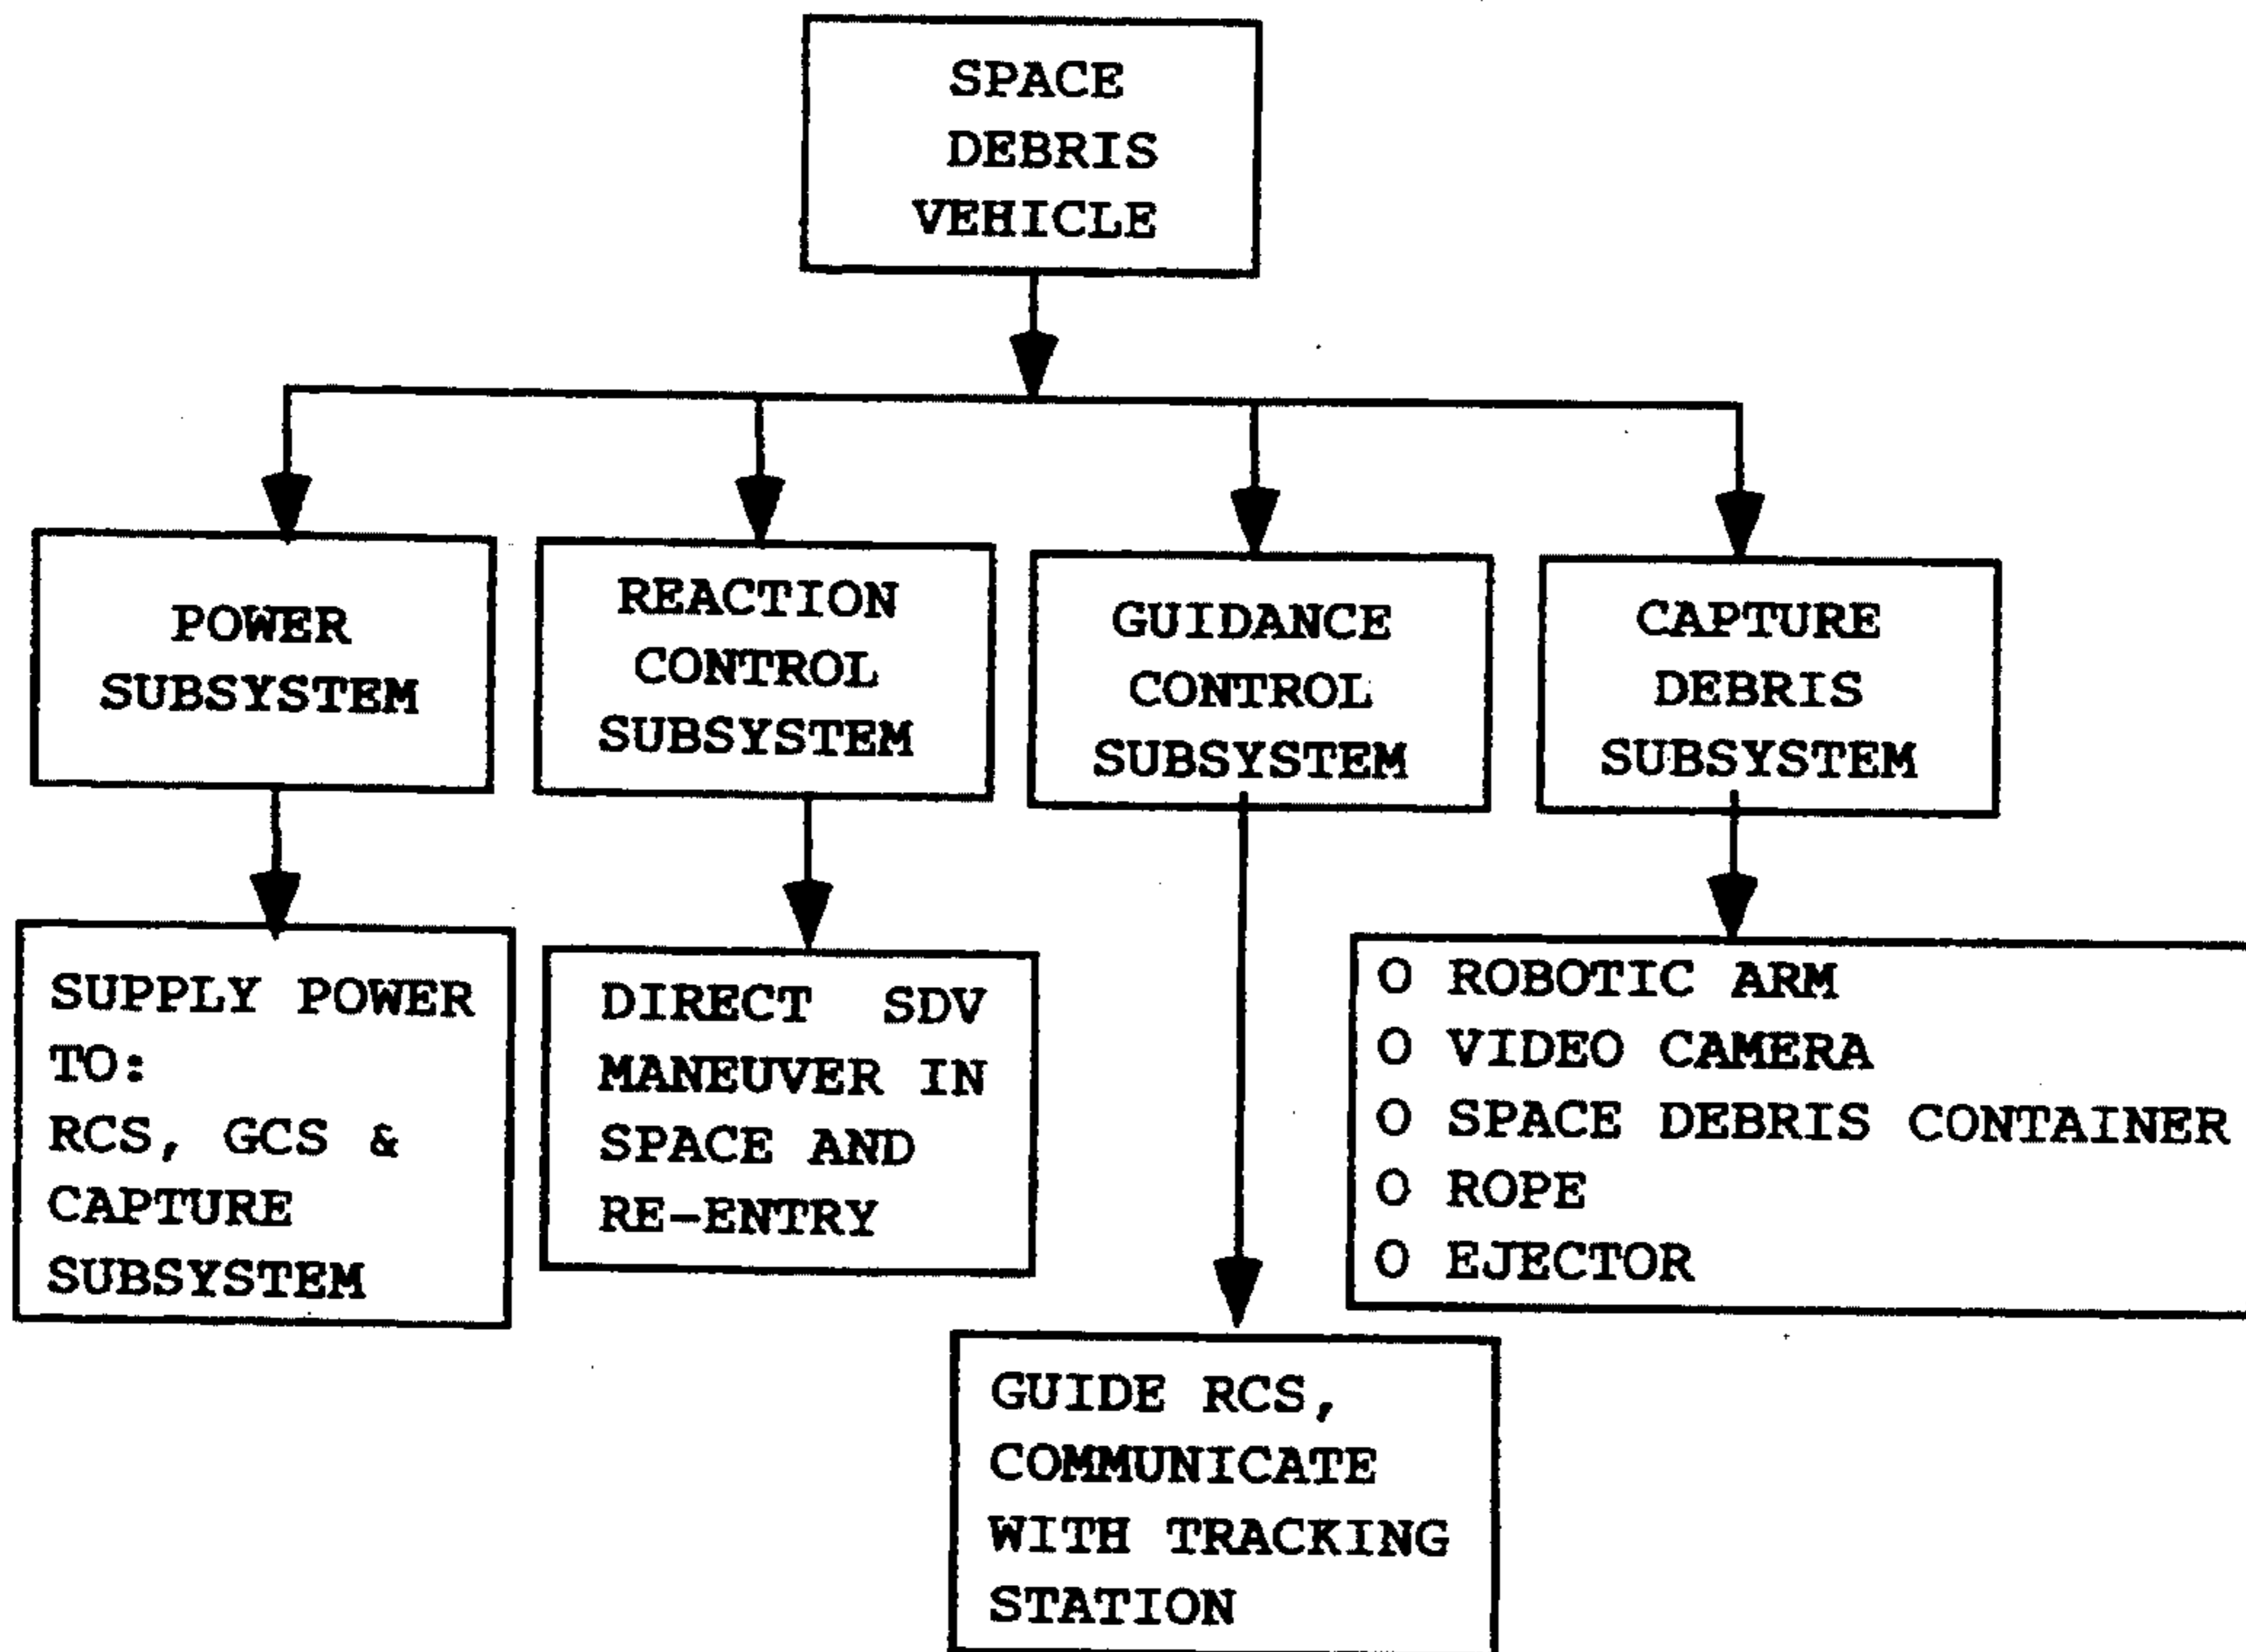 SPACE
DEBRIS
VEHICLE
POWER
SUBSYSTEM
REACTION
CONTROL
SUBSYSTEM
GUIDANCE
CONTROL
SUBSYSTEM
CAPTURE
DEBRIS
SUBSYSTEM
SUPPLY POWER
TO:
RCS, GCS &
CAPTURE
SUBSYSTEM
DIRECT SDV
MANEUVER IN
SPACE AND
RE-ENTRY
GUIDE RCS,
COMMUNICATE
WITH TRACKING
STATION
O ROBOTIC ARM
O VIDEO CAMERA
O SPACE DEBRIS CONTAINER
O ROPE
O EJECTOR